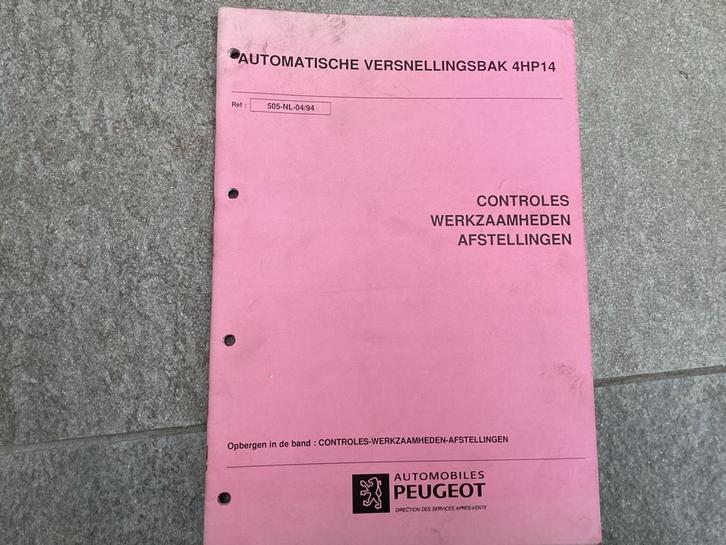 AUTOMATISCHE VERSNELLINGSBAK 4HP14
Ref : 505-NL-04/94
CONTROLES
WERKZAAMHEDEN
AFSTELLINGEN
Opbergen in de band : CONTROLES-WERKZAAMHEDEN-AFSTELLINGEN
AUTOMOBILES
PEUGEOT
DIRECTION DES SERVICES APRES-VENTE